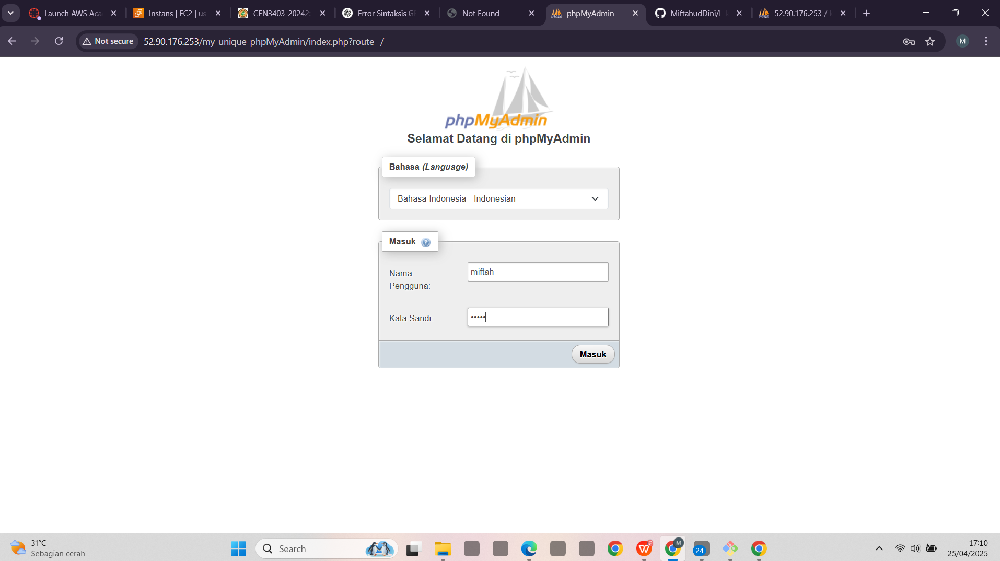 Launch AWS Aca
Instans | EC2 | us
CEN3403-20242
Error Sintaksis G
Not Found
phpMyAdmin
MiftahudDini/L_
52.90.176.253 /
Not secure
52.90.176.253/my-unique-phpMyAdmin/index.php?route=/
M
phpMyAdmin
Selamat Datang di phpMyAdmin
Bahasa (Language)
Bahasa Indonesia - Indonesian
Masuk
Nama Pengguna:
miftah
Kata Sandi:
•••••
Masuk
31°C
Sebagian cerah
Search
M
24
17:10
25/04/2025